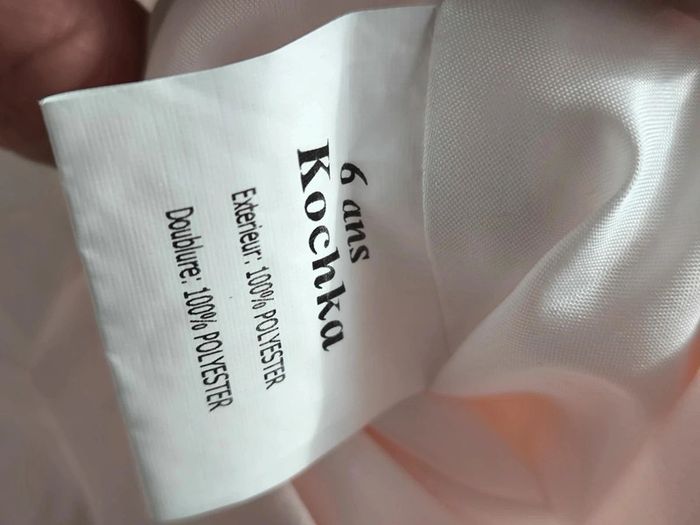 6 ans
Kochka
Exterieur: 100% POLYESTER
Doublure: 100% POLYESTER